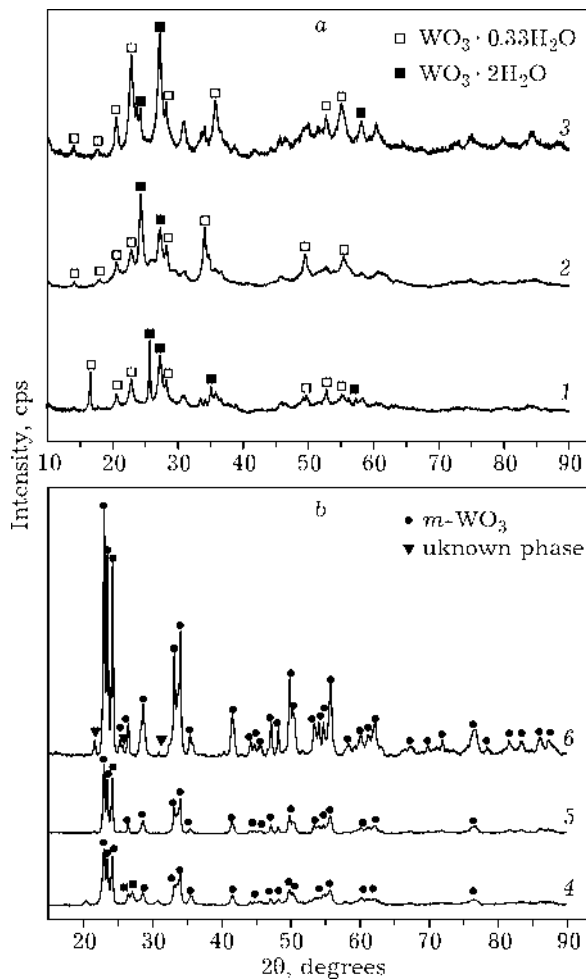 a
□ WO₃ · 0.33H₂O
■ WO₃ · 2H₂O
3
2
1
10 20 30 40 50 60 70 80 90
Intensity, cps
b
● m-WO₃
▼ uknown phase
6
5
4
20 30 40 50 60 70 80 90
2θ, degrees